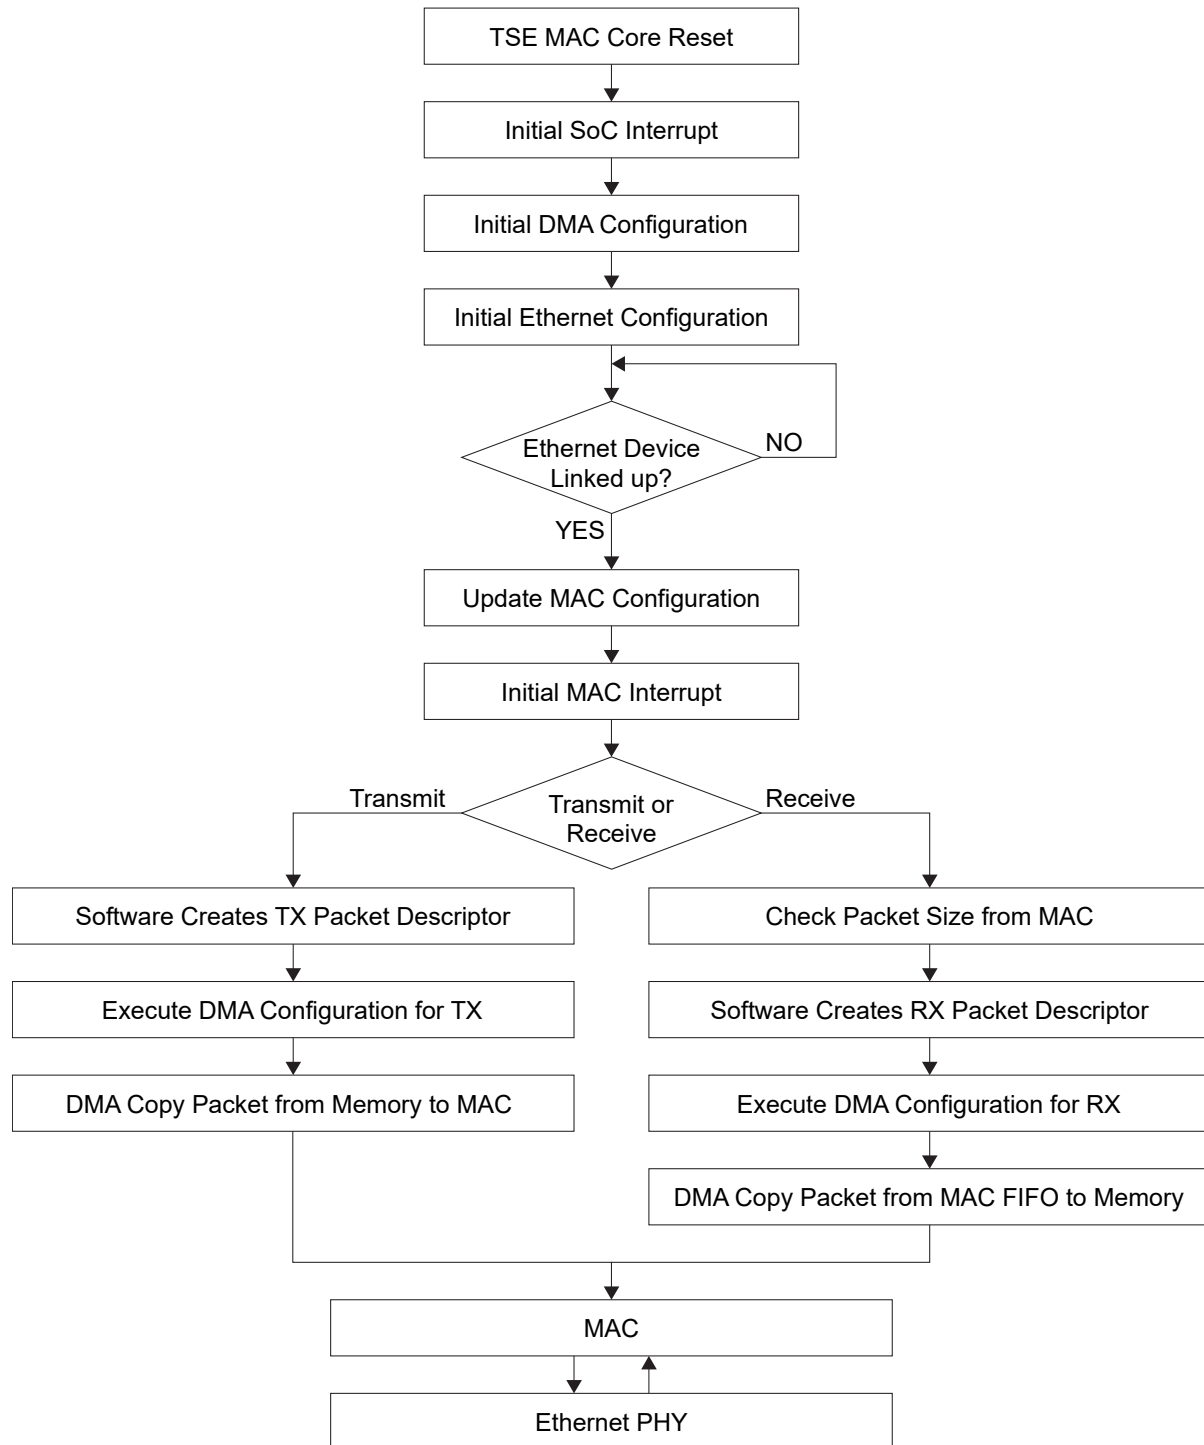 TSE MAC Core Reset
Initial SoC Interrupt
Initial DMA Configuration
Initial Ethernet Configuration
Ethernet Device
Linked up?
NO
YES
Update MAC Configuration
Initial MAC Interrupt
Transmit
Transmit or
Receive
Receive
Software Creates TX Packet Descriptor
Execute DMA Configuration for TX
DMA Copy Packet from Memory to MAC
Check Packet Size from MAC
Software Creates RX Packet Descriptor
Execute DMA Configuration for RX
DMA Copy Packet from MAC FIFO to Memory
MAC
Ethernet PHY